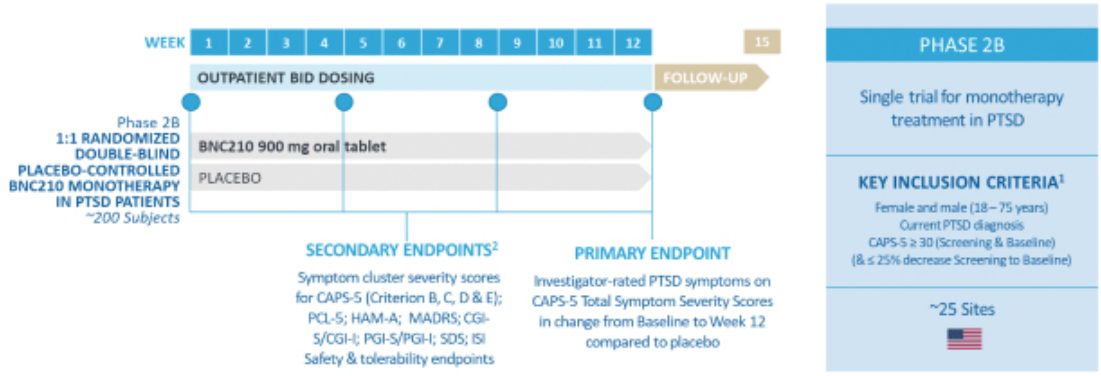 WEEK 1 2 3 4 5 6 7 8 9 10 11 12 15
OUTPATIENT BID DOSING
FOLLOW-UP
Phase 2B
1:1 RANDOMIZED
DOUBLE-BLIND
PLACEBO-CONTROLLED
BNC210 MONOTHERAPY
IN PTSD PATIENTS
~200 Subjects
BNC210 900 mg oral tablet
PLACEBO
SECONDARY ENDPOINTS2
Symptom cluster severity scores
for CAPS-5 (Criterion B, C, D & E);
PCL-5; HAM-A; MADRS; CGI-
S/CGI-I; PGI-S/PGI-I; SDS; ISI
Safety & tolerability endpoints
PRIMARY ENDPOINT
Investigator-rated PTSD symptoms on
CAPS-5 Total Symptom Severity Scores
in change from Baseline to Week 12
compared to placebo
PHASE 2B
Single trial for monotherapy
treatment in PTSD
KEY INCLUSION CRITERIA1
Female and male (18–75 years)
Current PTSD diagnosis
CAPS-5 ≥ 30 (Screening & Baseline)
(& ≤ 25% decrease Screening to Baseline)
~25 Sites